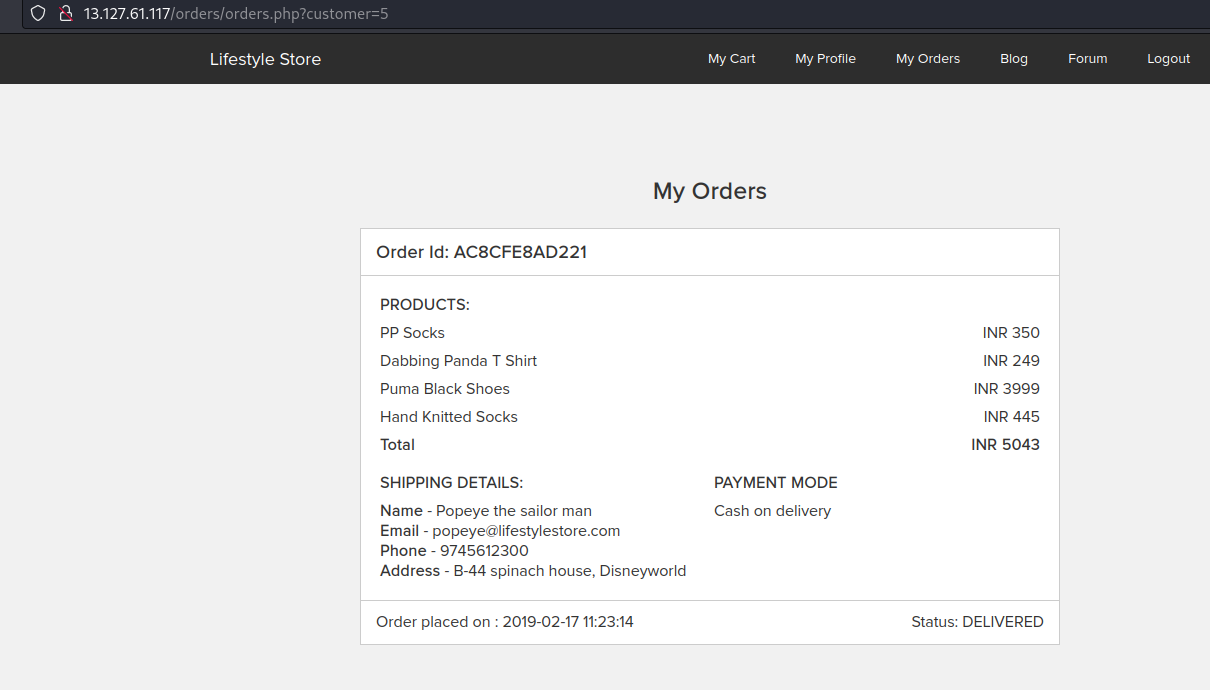 13.127.61.117/orders/orders.php?customer=5
Lifestyle Store My Cart My Profile My Orders Blog Forum Logout
My Orders
Order Id: AC8CFE8AD221
PRODUCTS:
PP Socks INR 350
Dabbing Panda T Shirt INR 249
Puma Black Shoes INR 3999
Hand Knitted Socks INR 445
Total INR 5043
SHIPPING DETAILS: PAYMENT MODE
Name - Popeye the sailor man Cash on delivery
Email - popeye@lifestylestore.com
Phone - 9745612300
Address - B-44 spinach house, Disneyworld
Order placed on : 2019-02-17 11:23:14 Status: DELIVERED